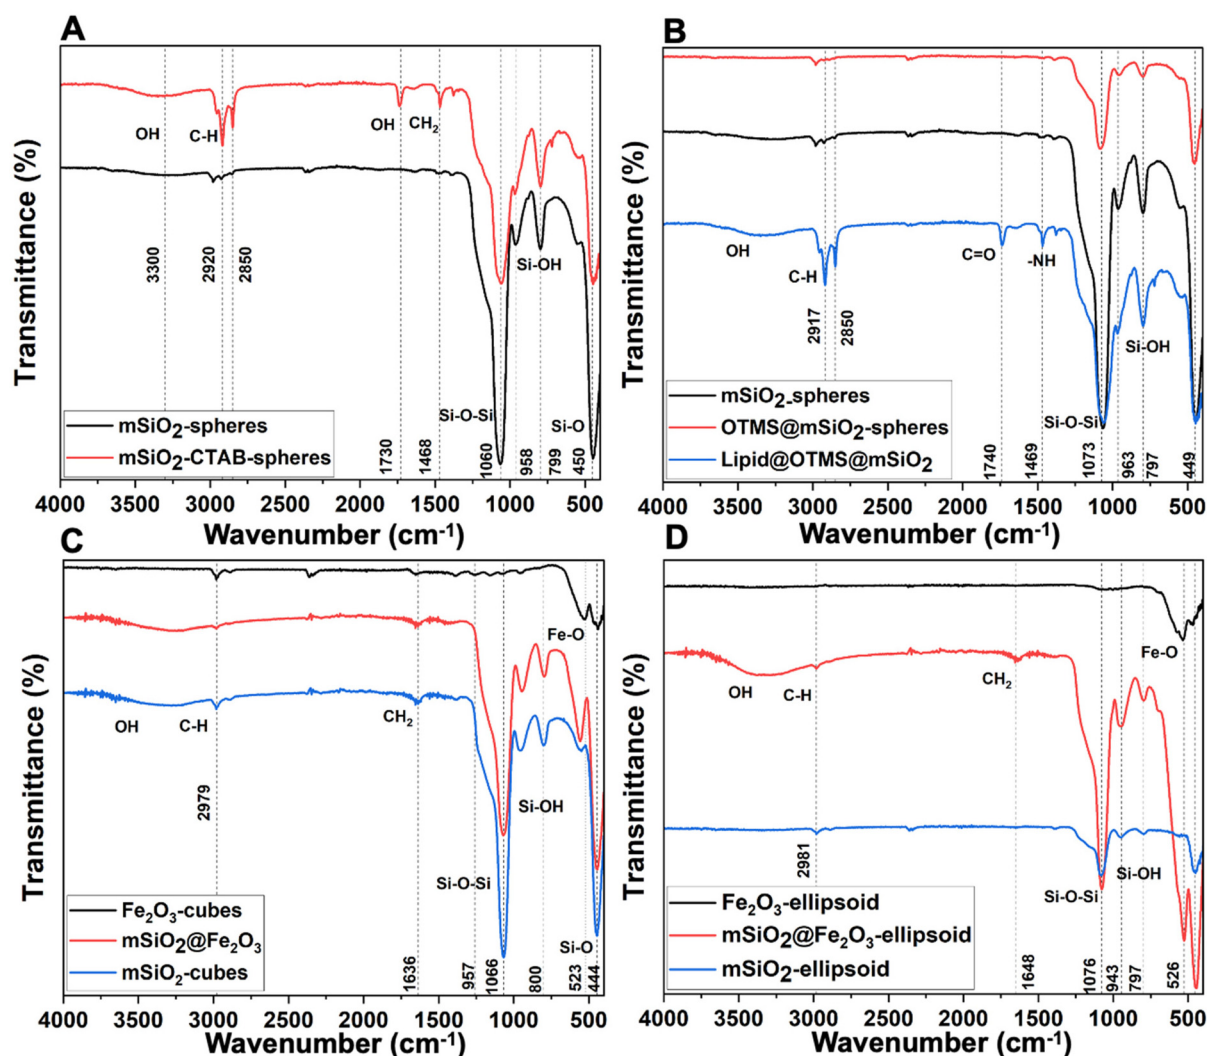 A
Transmittance (%)
OH
C-H
OH
CH2
3300
2920
2850
Si-OH
Si-O-Si
Si-O
1730
1468
1060
958
799
450
mSiO2-spheres
mSiO2-CTAB-spheres
4000 3500 3000 2500 2000 1500 1000 500
Wavenumber (cm-1)
B
Transmittance (%)
OH
C-H
C=O
-NH
2917
2850
Si-OH
Si-O-Si
1740
1469
1073
963
797
449
mSiO2-spheres
OTMS@mSiO2-spheres
Lipid@OTMS@mSiO2
4000 3500 3000 2500 2000 1500 1000 500
Wavenumber (cm-1)
C
Transmittance (%)
Fe-O
OH
C-H
CH2
2979
Si-OH
Si-O-Si
Si-O
1636
957
1066
800
523
444
Fe2O3-cubes
mSiO2@Fe2O3
mSiO2-cubes
4000 3500 3000 2500 2000 1500 1000 500
Wavenumber (cm-1)
D
Transmittance (%)
Fe-O
OH
C-H
CH2
2981
Si-OH
Si-O-Si
1648
1076
943
797
526
Fe2O3-ellipsoid
mSiO2@Fe2O3-ellipsoid
mSiO2-ellipsoid
4000 3500 3000 2500 2000 1500 1000 500
Wavenumber (cm-1)